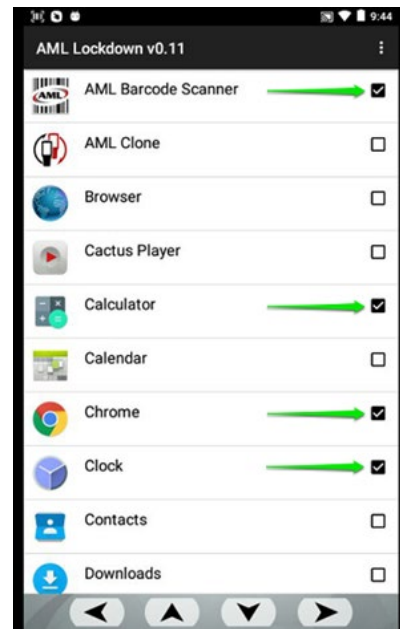 9:44
AML Lockdown v0.11
AML
AML Barcode Scanner
AML Clone
Browser
Cactus Player
Calculator
Calendar
Chrome
Clock
Contacts
Downloads